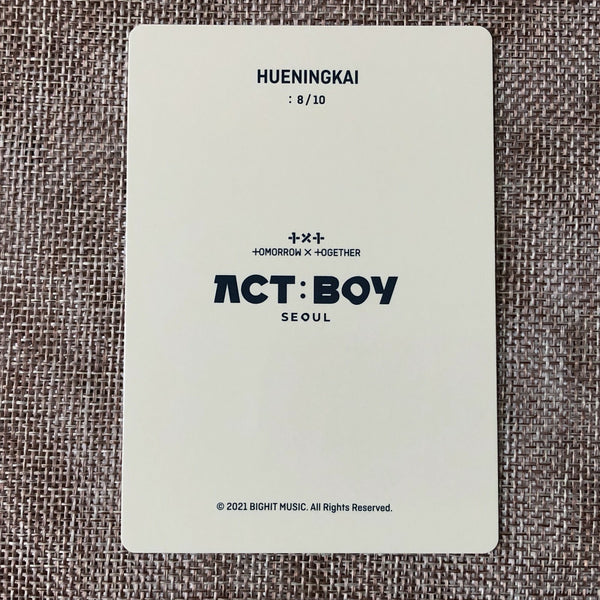 HUENINGKAI
: 8/10
TXT
TOMORROW X TOGETHER
ACT:BOY
SEOUL
© 2021 BIGHIT MUSIC. All Rights Reserved.